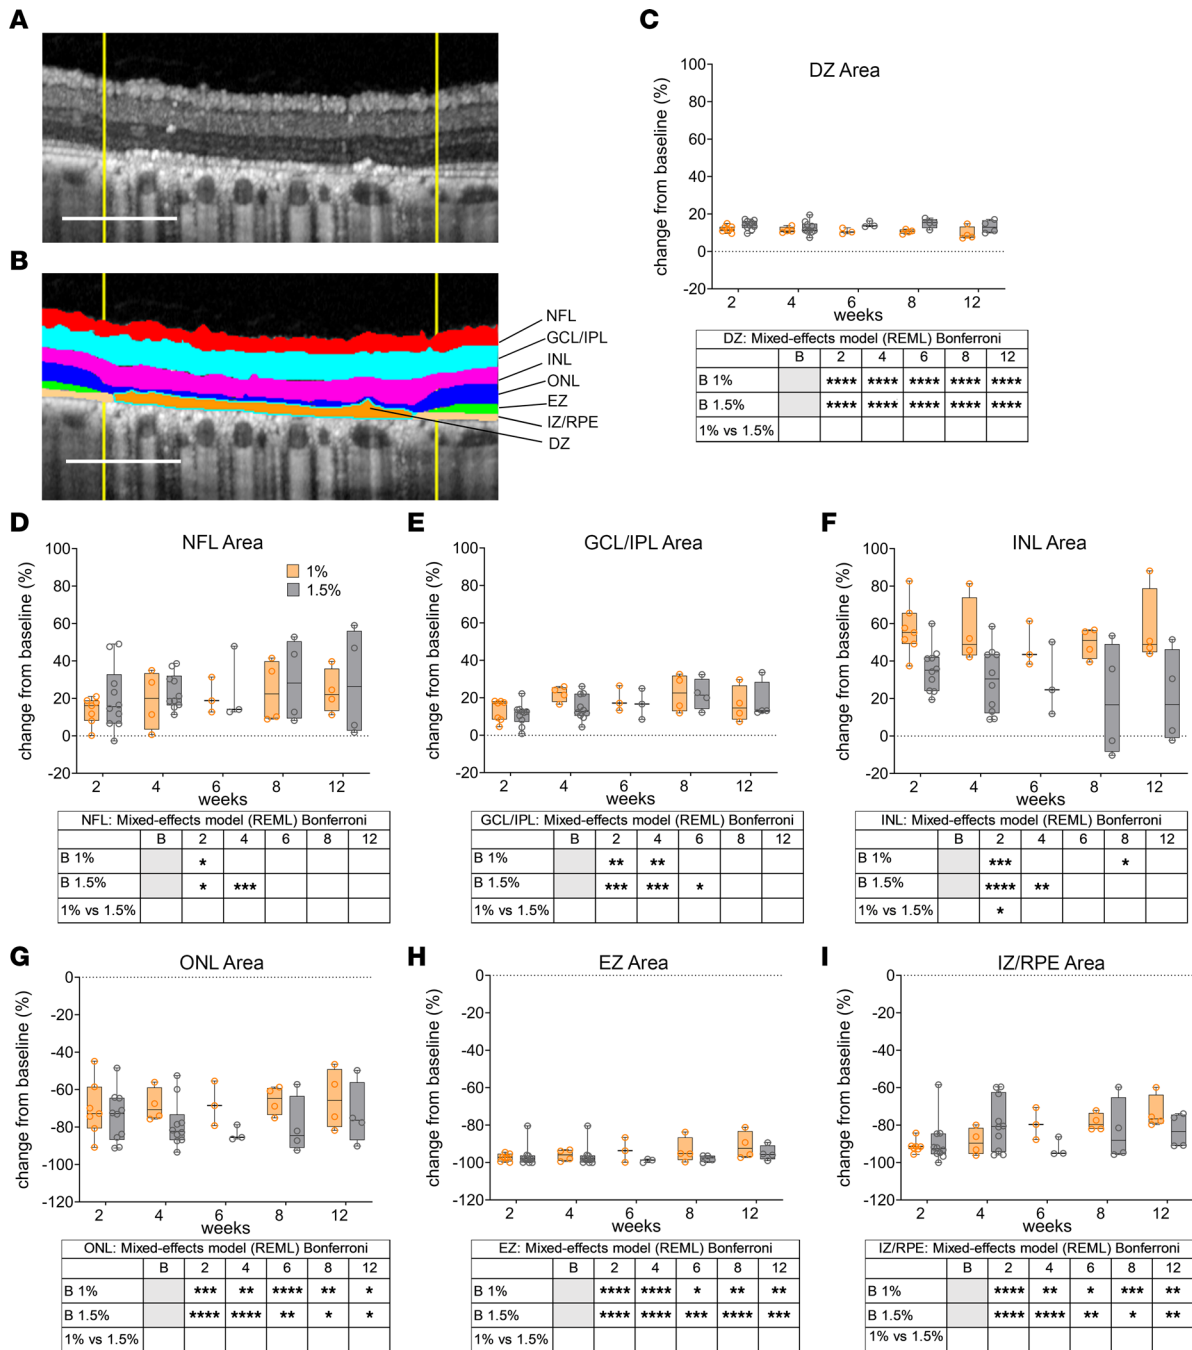 A
B
NFL
GCL/IPL
INL
ONL
EZ
IZ/RPE
DZ
C
DZ Area
change from baseline (%)
100
80
60
40
20
0
-20
2 4 6 8 12
weeks
DZ: Mixed-effects model (REML) Bonferroni
B 2 4 6 8 12
B 1% **** **** **** **** ****
B 1.5% **** **** **** **** ****
1% vs 1.5%
D
NFL Area
1%
1.5%
change from baseline (%)
100
80
60
40
20
0
-20
2 4 6 8 12
weeks
NFL: Mixed-effects model (REML) Bonferroni
B 2 4 6 8 12
B 1% *
B 1.5% * ***
1% vs 1.5%
E
GCL/IPL Area
change from baseline (%)
100
80
60
40
20
0
-20
2 4 6 8 12
weeks
GCL/IPL: Mixed-effects model (REML) Bonferroni
B 2 4 6 8 12
B 1% ** **
B 1.5% *** *** *
1% vs 1.5%
F
INL Area
change from baseline (%)
100
80
60
40
20
0
-20
2 4 6 8 12
weeks
INL: Mixed-effects model (REML) Bonferroni
B 2 4 6 8 12
B 1% *** *
B 1.5% **** **
1% vs 1.5% *
G
ONL Area
change from baseline (%)
0
-20
-40
-60
-80
-100
-120
2 4 6 8 12
weeks
ONL: Mixed-effects model (REML) Bonferroni
B 2 4 6 8 12
B 1% *** ** **** ** *
B 1.5% **** **** ** * *
1% vs 1.5%
H
EZ Area
change from baseline (%)
0
-20
-40
-60
-80
-100
-120
2 4 6 8 12
weeks
EZ: Mixed-effects model (REML) Bonferroni
B 2 4 6 8 12
B 1% **** **** * ** **
B 1.5% **** **** *** **** ***
1% vs 1.5%
I
IZ/RPE Area
change from baseline (%)
0
-20
-40
-60
-80
-100
-120
2 4 6 8 12
weeks
IZ/RPE: Mixed-effects model (REML) Bonferroni
B 2 4 6 8 12
B 1% **** ** * *** **
B 1.5% **** **** ** * **
1% vs 1.5%